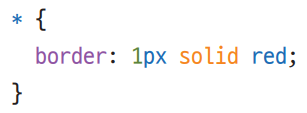 * {
  border: 1px solid red;
}